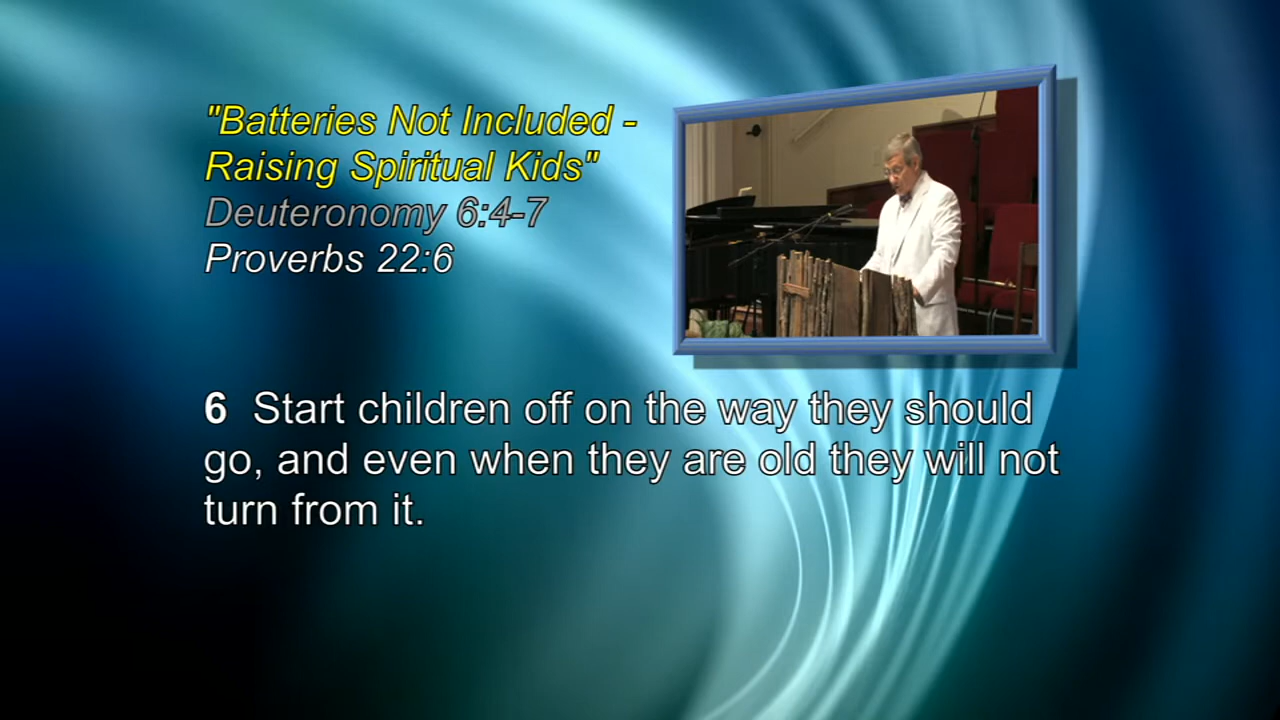 "Batteries Not Included -
Raising Spiritual Kids"
Deuteronomy 6:4-7
Proverbs 22:6
6 Start children off on the way they should
go, and even when they are old they will not
turn from it.